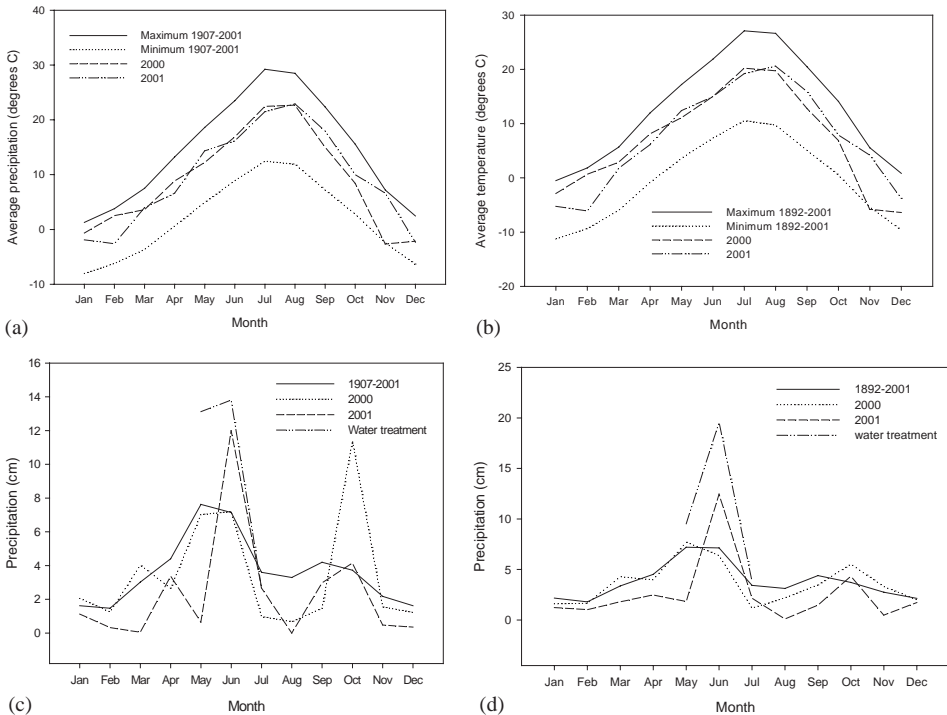 40
30
20
10
0
-10
Average precipitation (degrees C)
Maximum 1907-2001
Minimum 1907-2001
2000
2001
Jan Feb Mar Apr May Jun Jul Aug Sep Oct Nov Dec
Month
(a)
30
20
10
0
-10
-20
Average temperature (degrees C)
Maximum 1892-2001
Minimum 1892-2001
2000
2001
Jan Feb Mar Apr May Jun Jul Aug Sep Oct Nov Dec
Month
(b)
16
14
12
10
8
6
4
2
0
Precipitation (cm)
1907-2001
2000
2001
Water treatment
Jan Feb Mar Apr May Jun Jul Aug Sep Oct Nov Dec
Month
(c)
25
20
15
10
5
0
Precipitation (cm)
1892-2001
2000
2001
water treatment
Jan Feb Mar Apr May Jun Jul Aug Sep Oct Nov Dec
Month
(d)